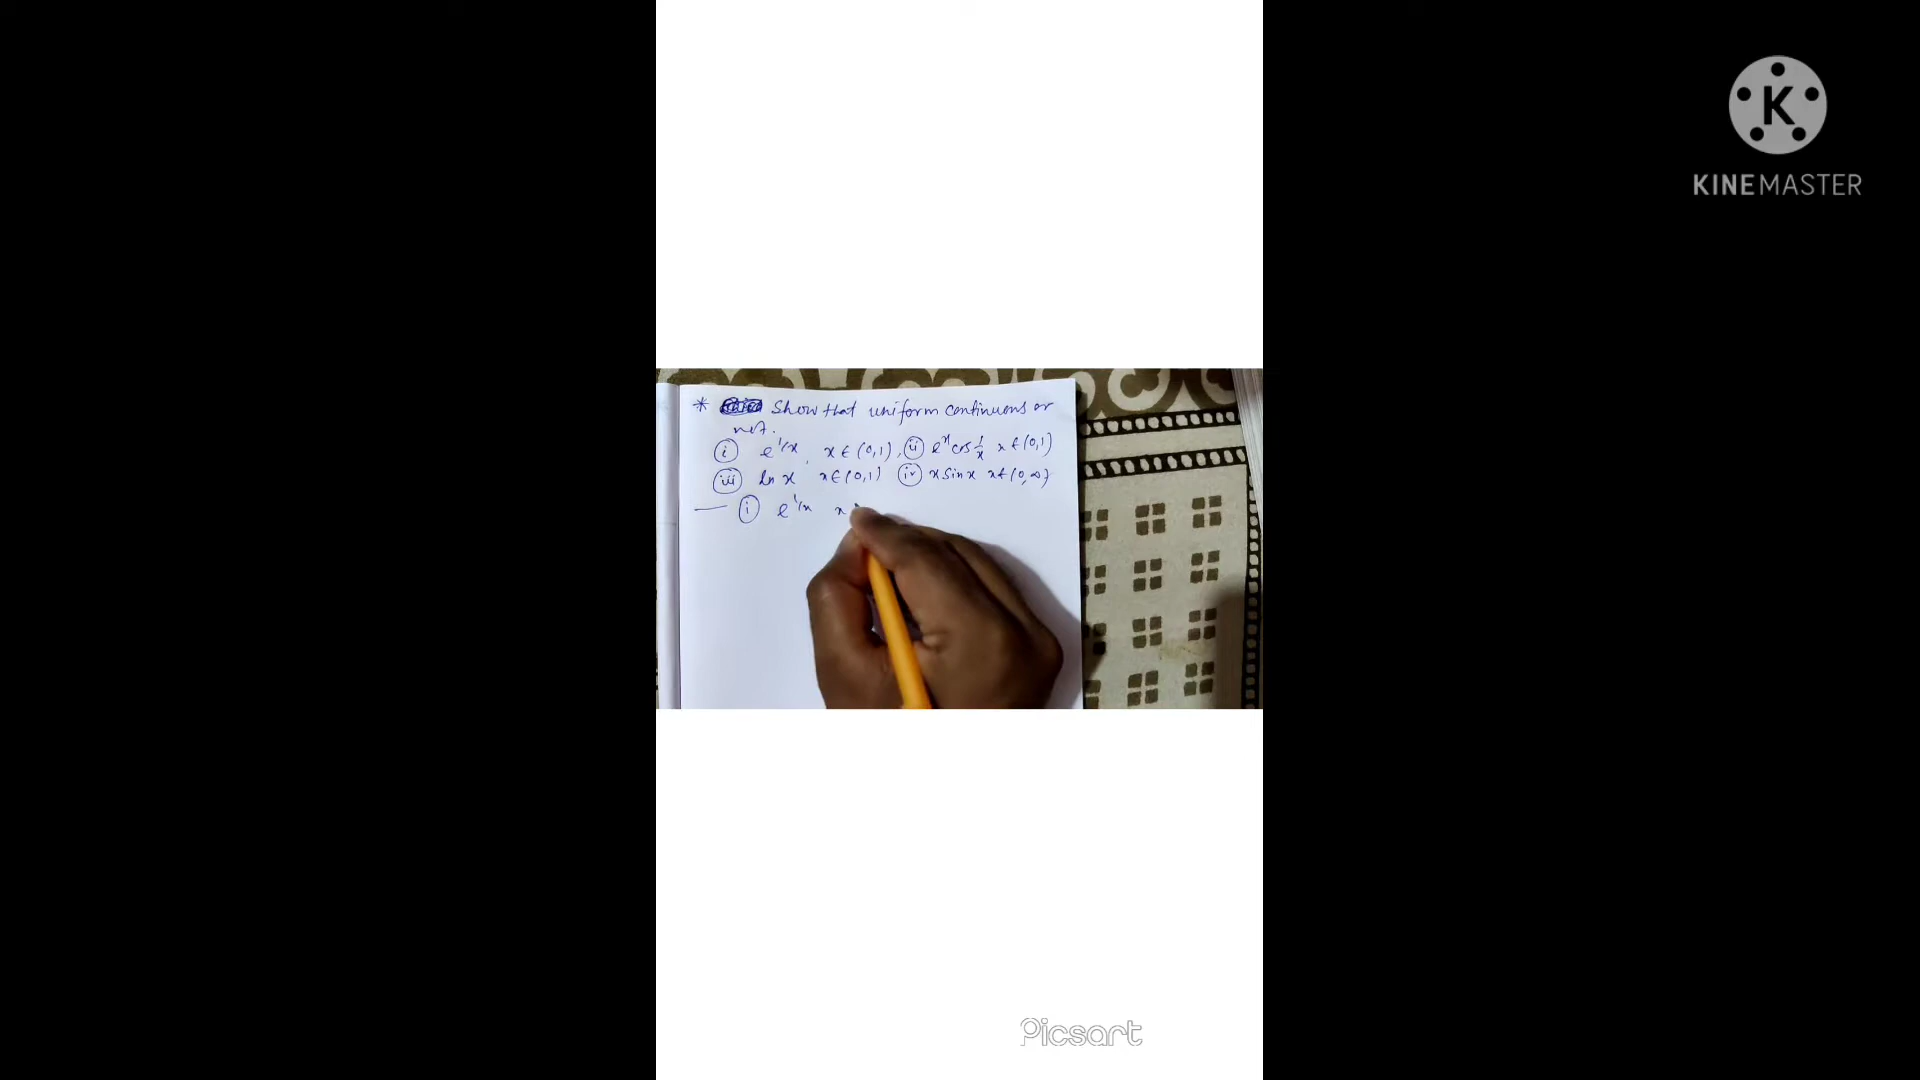 KINEMASTER
* Show that uniform continuous or
not.
(i) e^1/x, x ∈ (0,1), (ii) e^x cos 1/x x ∈ (0,1)
(iii) ln x x ∈ (0,1) (iv) x sin x x ∈ (0,∞)
— (i) e^1/x x
Picsart